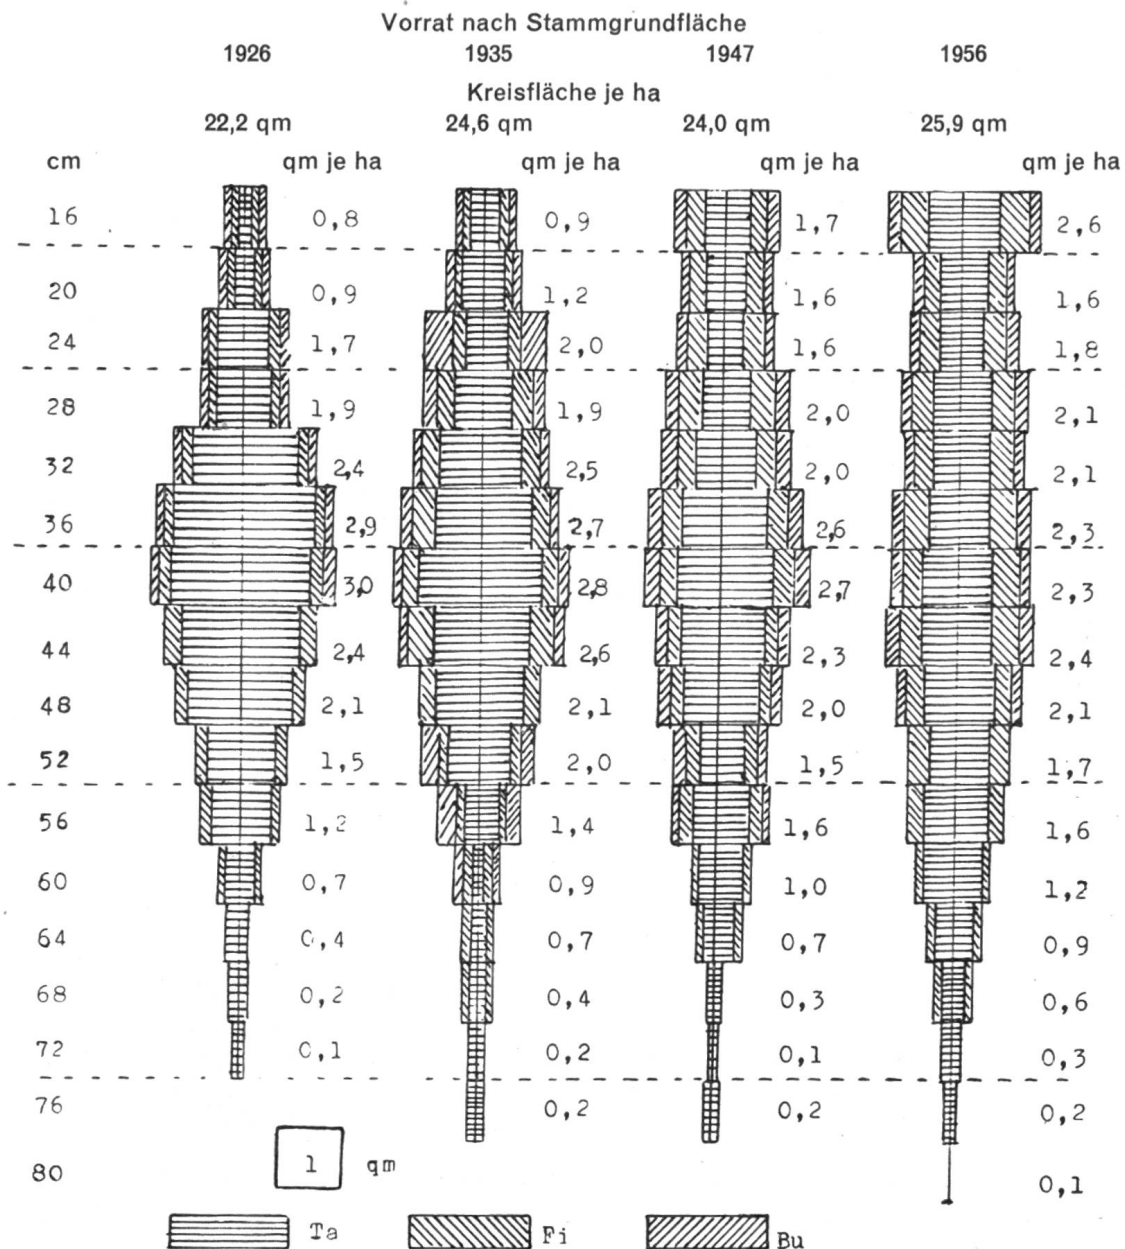 Vorrat nach Stammgrundfläche
1926 1935 1947 1956
Kreisfläche je ha
22,2 qm 24,6 qm 24,0 qm 25,9 qm
cm qm je ha qm je ha qm je ha qm je ha
16 0,8 0,9 1,7 2,6
20 0,9 1,2 1,6 1,6
24 1,7 2,0 1,6 1,8
28 1,9 1,9 2,0 2,1
32 2,4 2,5 2,0 2,1
36 2,9 2,7 2,6 2,3
40 3,0 2,8 2,7 2,3
44 2,4 2,6 2,3 2,4
48 2,1 2,1 2,0 2,1
52 1,5 2,0 1,5 1,7
56 1,2 1,4 1,6 1,6
60 0,7 0,9 1,0 1,2
64 0,4 0,7 0,7 0,9
68 0,2 0,4 0,3 0,6
72 0,1 0,2 0,1 0,3
76 0,2 0,2 0,2
80 0,1
1 qm
Ta Fi Bu